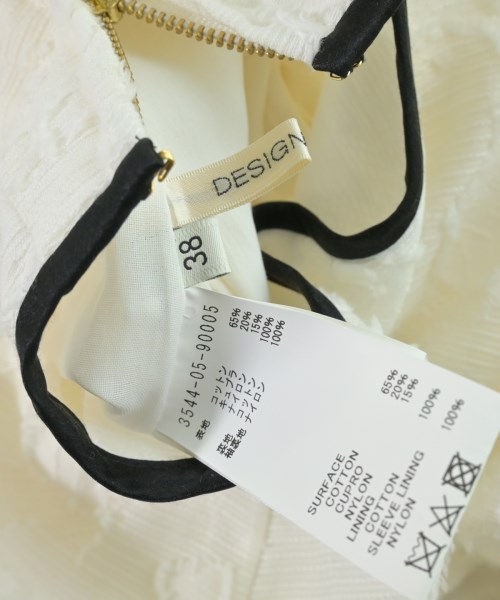 DESIGN
38
3544-05-90005
表地 コットン 65%
キュプラ 20%
ナイロン 15%
裏地 コットン 100%
袖裏地 ナイロン 100%
SURFACE
COTTON 65%
CUPRO 20%
NYLON 15%
LINING
COTTON 100%
SLEEVE LINING
NYLON 100%